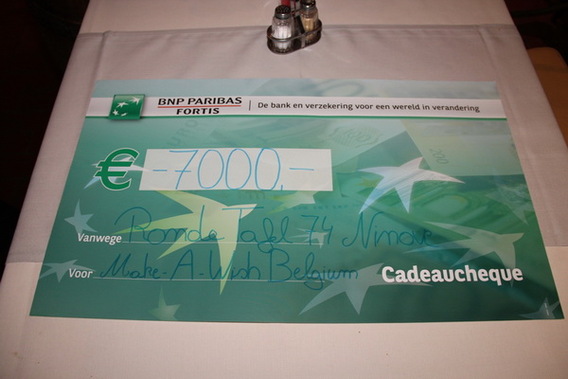 BNP PARIBAS
FORTIS
De bank en verzekering voor een wereld in verandering
€ -7000,-
Vanwege Ronde Tafel 74 Ninove
Voor Make-A-Wish Belgium
Cadeaucheque